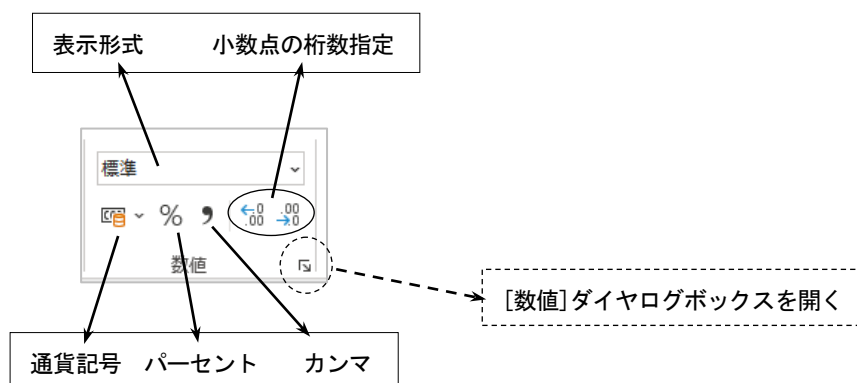 表示形式 小数点の桁数指定
標準
% , ←0 .00 .00 →0
数値
[数値]ダイヤログボックスを開く
通貨記号 パーセント カンマ